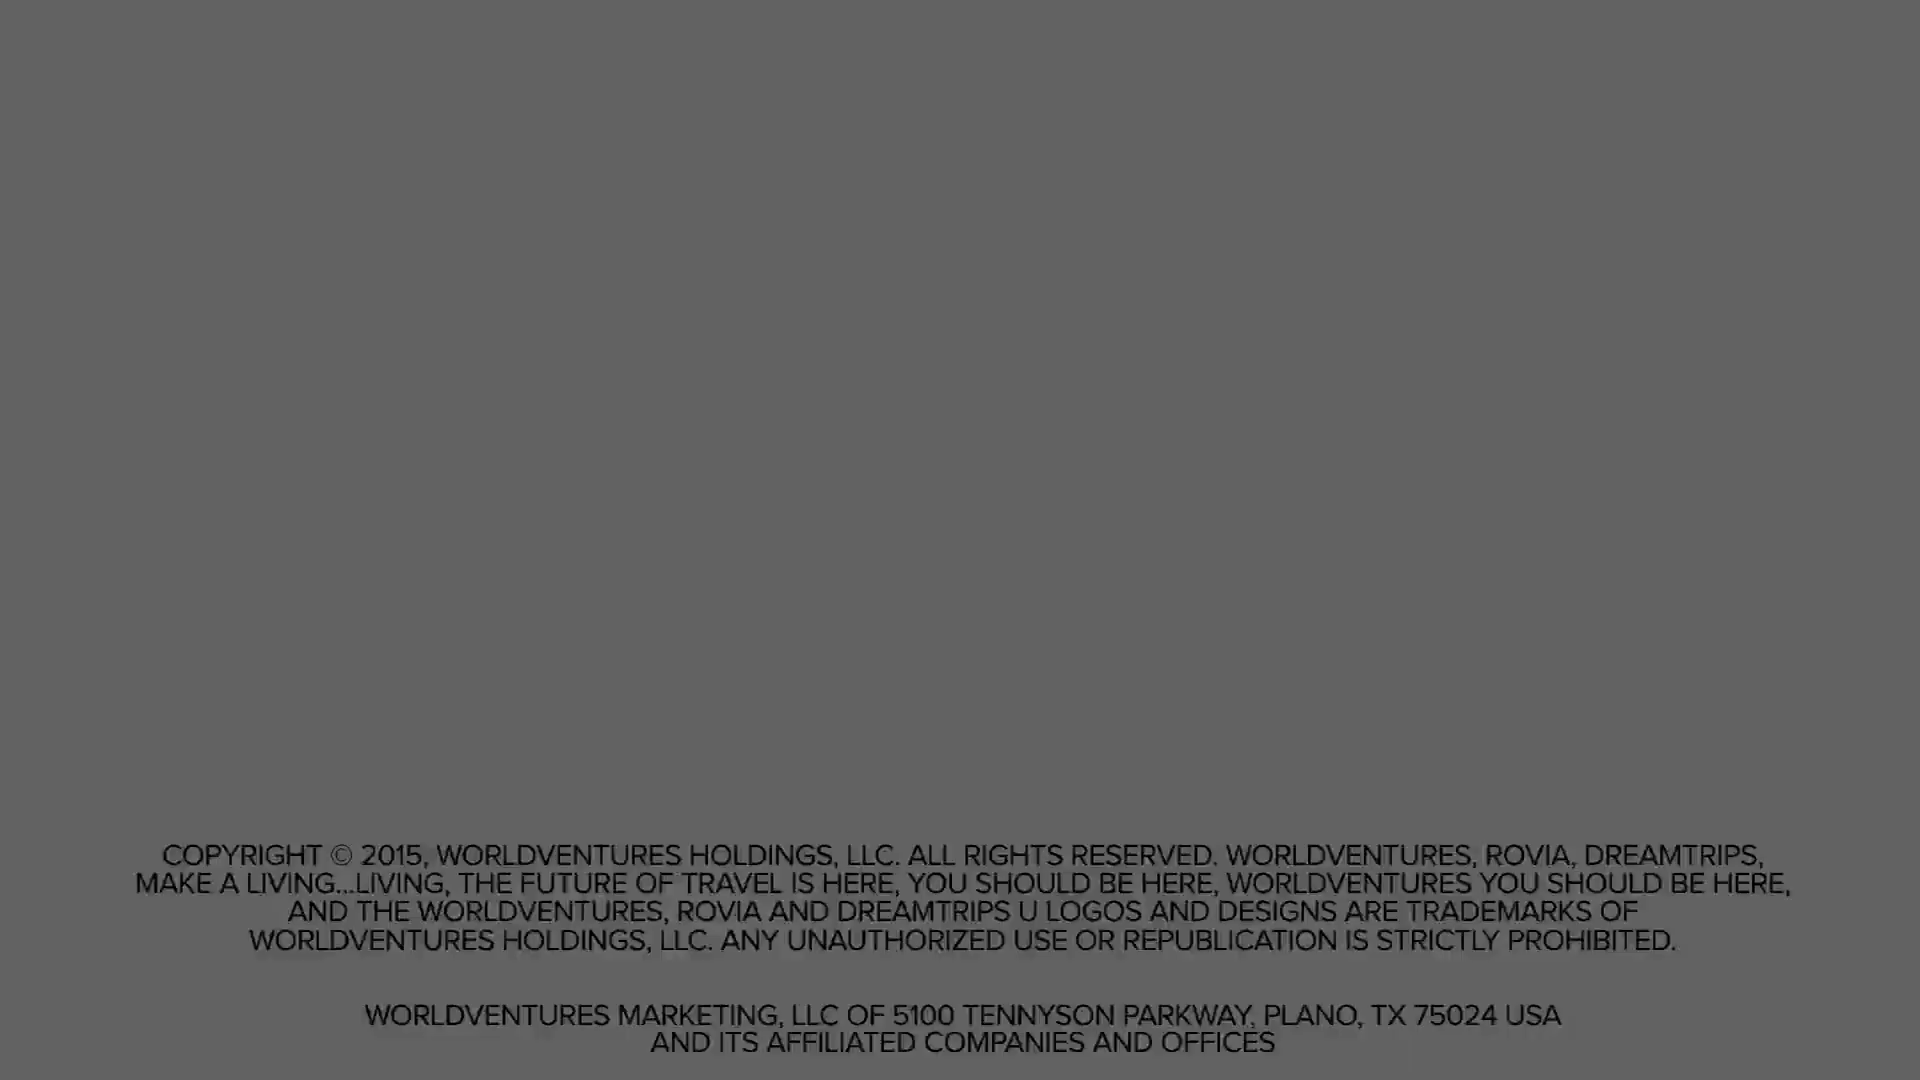 COPYRIGHT © 2015, WORLDVENTURES HOLDINGS, LLC. ALL RIGHTS RESERVED. WORLDVENTURES, ROVIA, DREAMTRIPS,
MAKE A LIVING...LIVING, THE FUTURE OF TRAVEL IS HERE, YOU SHOULD BE HERE, WORLDVENTURES YOU SHOULD BE HERE,
AND THE WORLDVENTURES, ROVIA AND DREAMTRIPS U LOGOS AND DESIGNS ARE TRADEMARKS OF
WORLDVENTURES HOLDINGS, LLC. ANY UNAUTHORIZED USE OR REPUBLICATION IS STRICTLY PROHIBITED.
WORLDVENTURES MARKETING, LLC OF 5100 TENNYSON PARKWAY, PLANO, TX 75024 USA
AND ITS AFFILIATED COMPANIES AND OFFICES